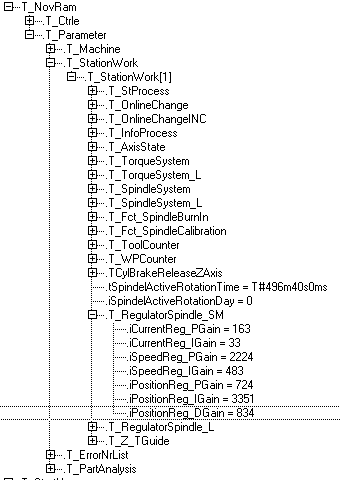 T_NovRam
.T_Ctrle
.T_Parameter
.T_Machine
.T_StationWork
.T_StationWork[1]
.T_StProcess
.T_OnlineChange
.T_OnlineChangeINC
.T_InfoProcess
.T_AxisState
.T_TorqueSystem
.T_TorqueSystem_L
.T_SpindleSystem
.T_SpindleSystem_L
.T_Fct_SpindleBurnIn
.T_Fct_SpindleCalibration
.T_ToolCounter
.T_WPCounter
.TCylBrakeReleaseZAxis
.tSpindelActiveRotationTime = T#496m40s0ms
.iSpindelActiveRotationDay = 0
.T_RegulatorSpindle_SM
.iCurrentReg_PGain = 163
.iCurrentReg_IGain = 33
.iSpeedReg_PGain = 2224
.iSpeedReg_IGain = 483
.iPositionReg_PGain = 724
.iPositionReg_IGain = 3351
.iPositionReg_DGain = 834
.T_RegulatorSpindle_L
.T_Z_TGuide
.T_ErrorNrList
.T_PartAnalysis